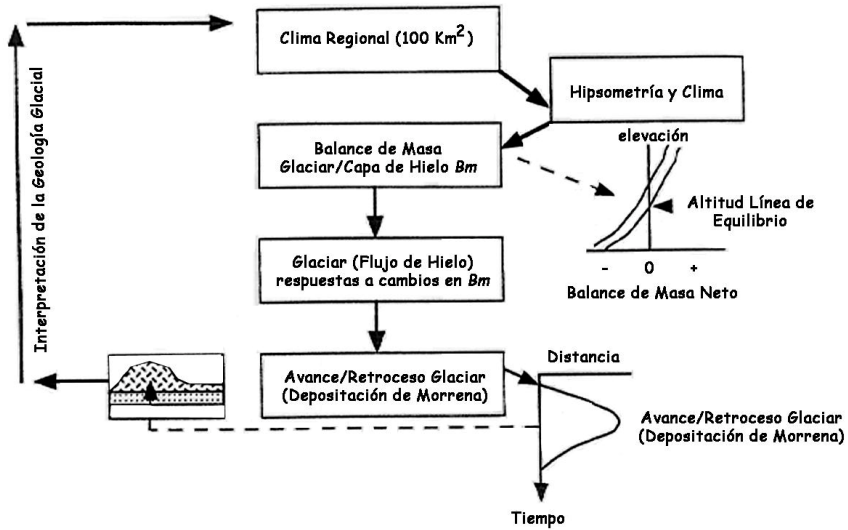 Clima Regional (100 Km²)
Hipsometría y Clima
Balance de Masa
Glaciar/Capa de Hielo Bm
elevación
Altitud Línea de
Equilibrio
- 0 +
Balance de Masa Neto
Glaciar (Flujo de Hielo)
respuestas a cambios en Bm
Interpretación de la Geología Glacial
Avance/Retroceso Glaciar
(Depositación de Morrena)
Distancia
Avance/Retroceso Glaciar
(Depositación de Morrena)
Tiempo